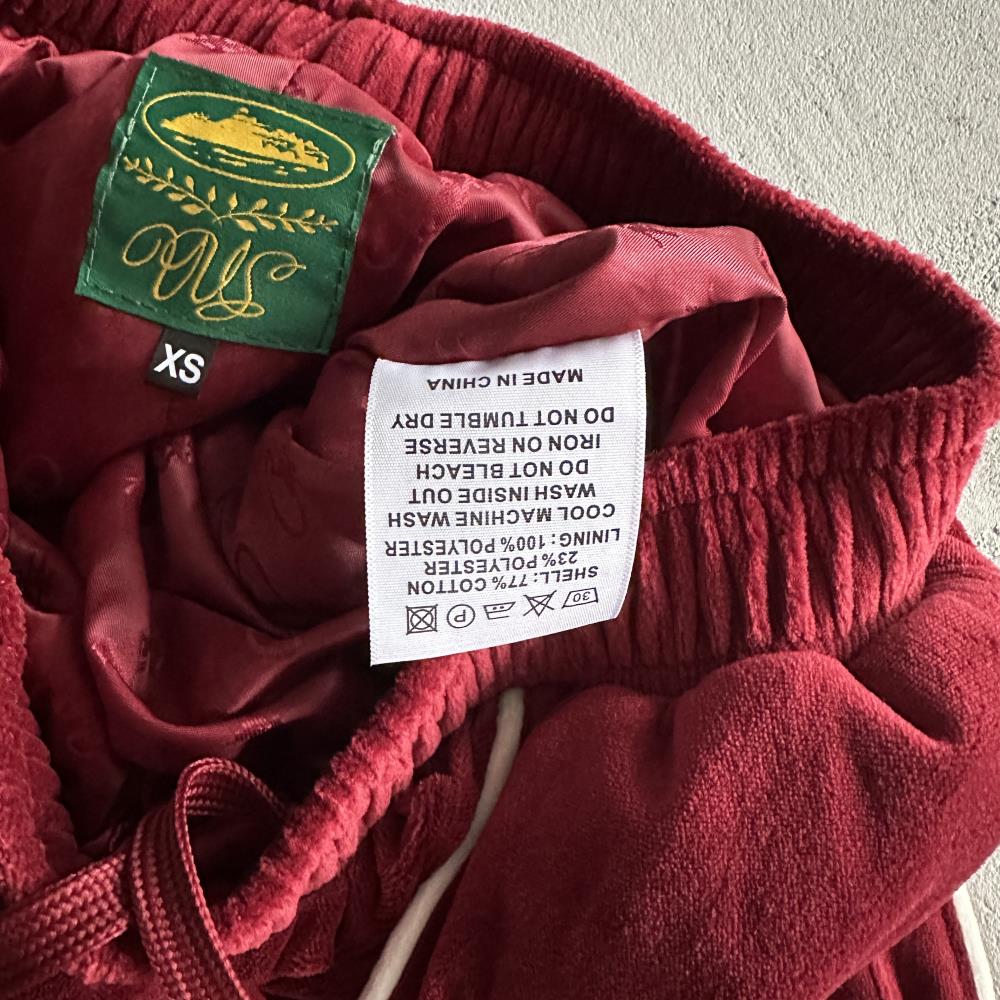 XS
30 P
SHELL: 77% COTTON
23% POLYESTER
LINING: 100% POLYESTER
COOL MACHINE WASH
WASH INSIDE OUT
DO NOT BLEACH
IRON ON REVERSE
DO NOT TUMBLE DRY
MADE IN CHINA